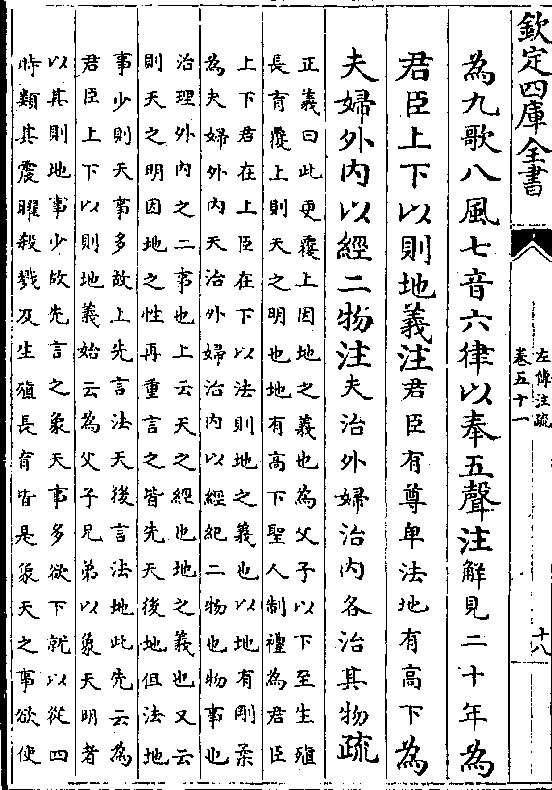 欽定四庫全書
左傳注疏
卷五十一
十八
為九歌八風七音六律以奉五聲注解見二十年為
君臣上下以則地義注君臣有尊卑法地有高下為
夫婦外内以經二物注夫治外婦治内各治其物疏
正義曰此更覆上因地之義也為父子以下至生殖
長育覆上則天之明也地有高下聖人制禮為君臣
上下君在上臣在下以法則地之義也以地有剛柔
為夫婦外内天治外婦治内以經紀二物也物事也
治理外内之二事也上云天之經也地之義也又云
則天之明因地之性再重言之皆先天後地但法地
事少則天事多故上先言法天後言法地此先云為
君臣上下以則地義始云為父子兄弟以象天明者
以其則地事少故先言之象天事多欲下就以從四
時類其震曜殺戮及生殖長育皆是象天之事欲使